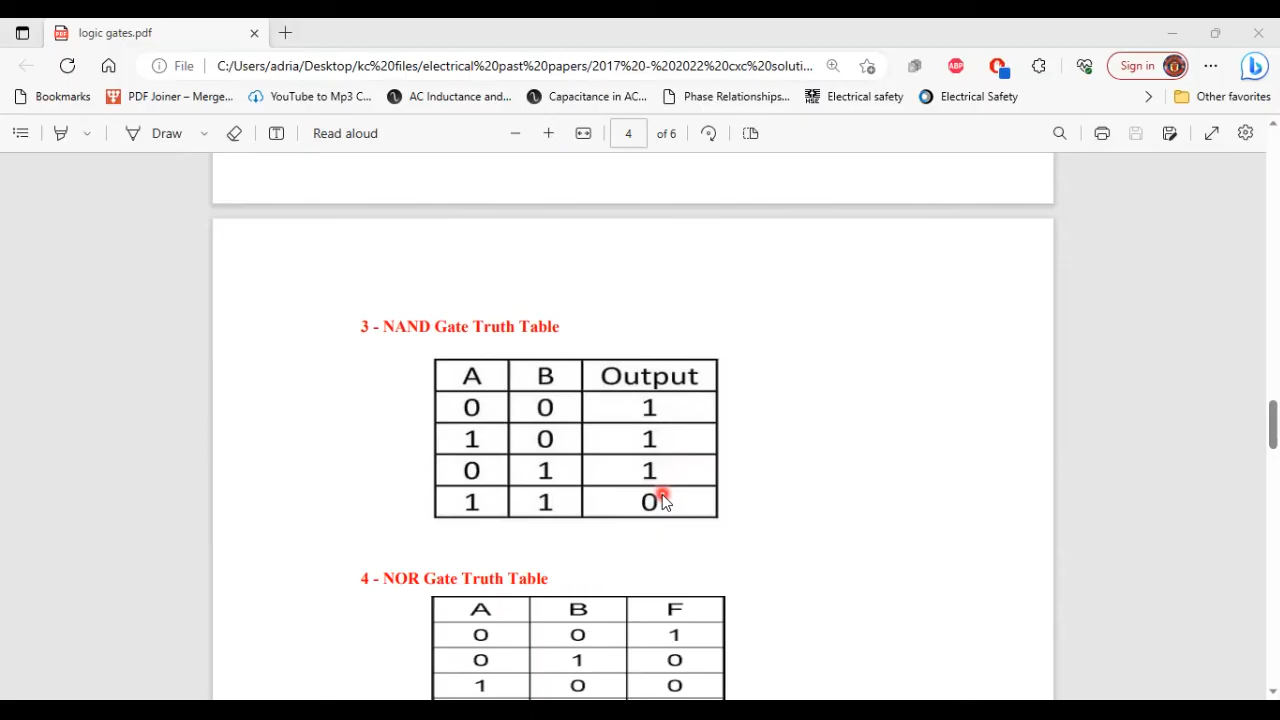 logic gates.pdf
File C:/Users/adria/Desktop/kc%20files/electrical%20past%20papers/2017%20-%202022%20cxc%20soluti... Sign in
Bookmarks PDF Joiner – Merge... YouTube to Mp3 C... AC Inductance and... Capacitance in AC... Phase Relationships... Electrical safety Electrical Safety Other favorites
Draw Read aloud 4 of 6
3 - NAND Gate Truth Table
A B Output
0 0 1
1 0 1
0 1 1
1 1 0
4 - NOR Gate Truth Table
A B F
0 0 1
0 1 0
1 0 0